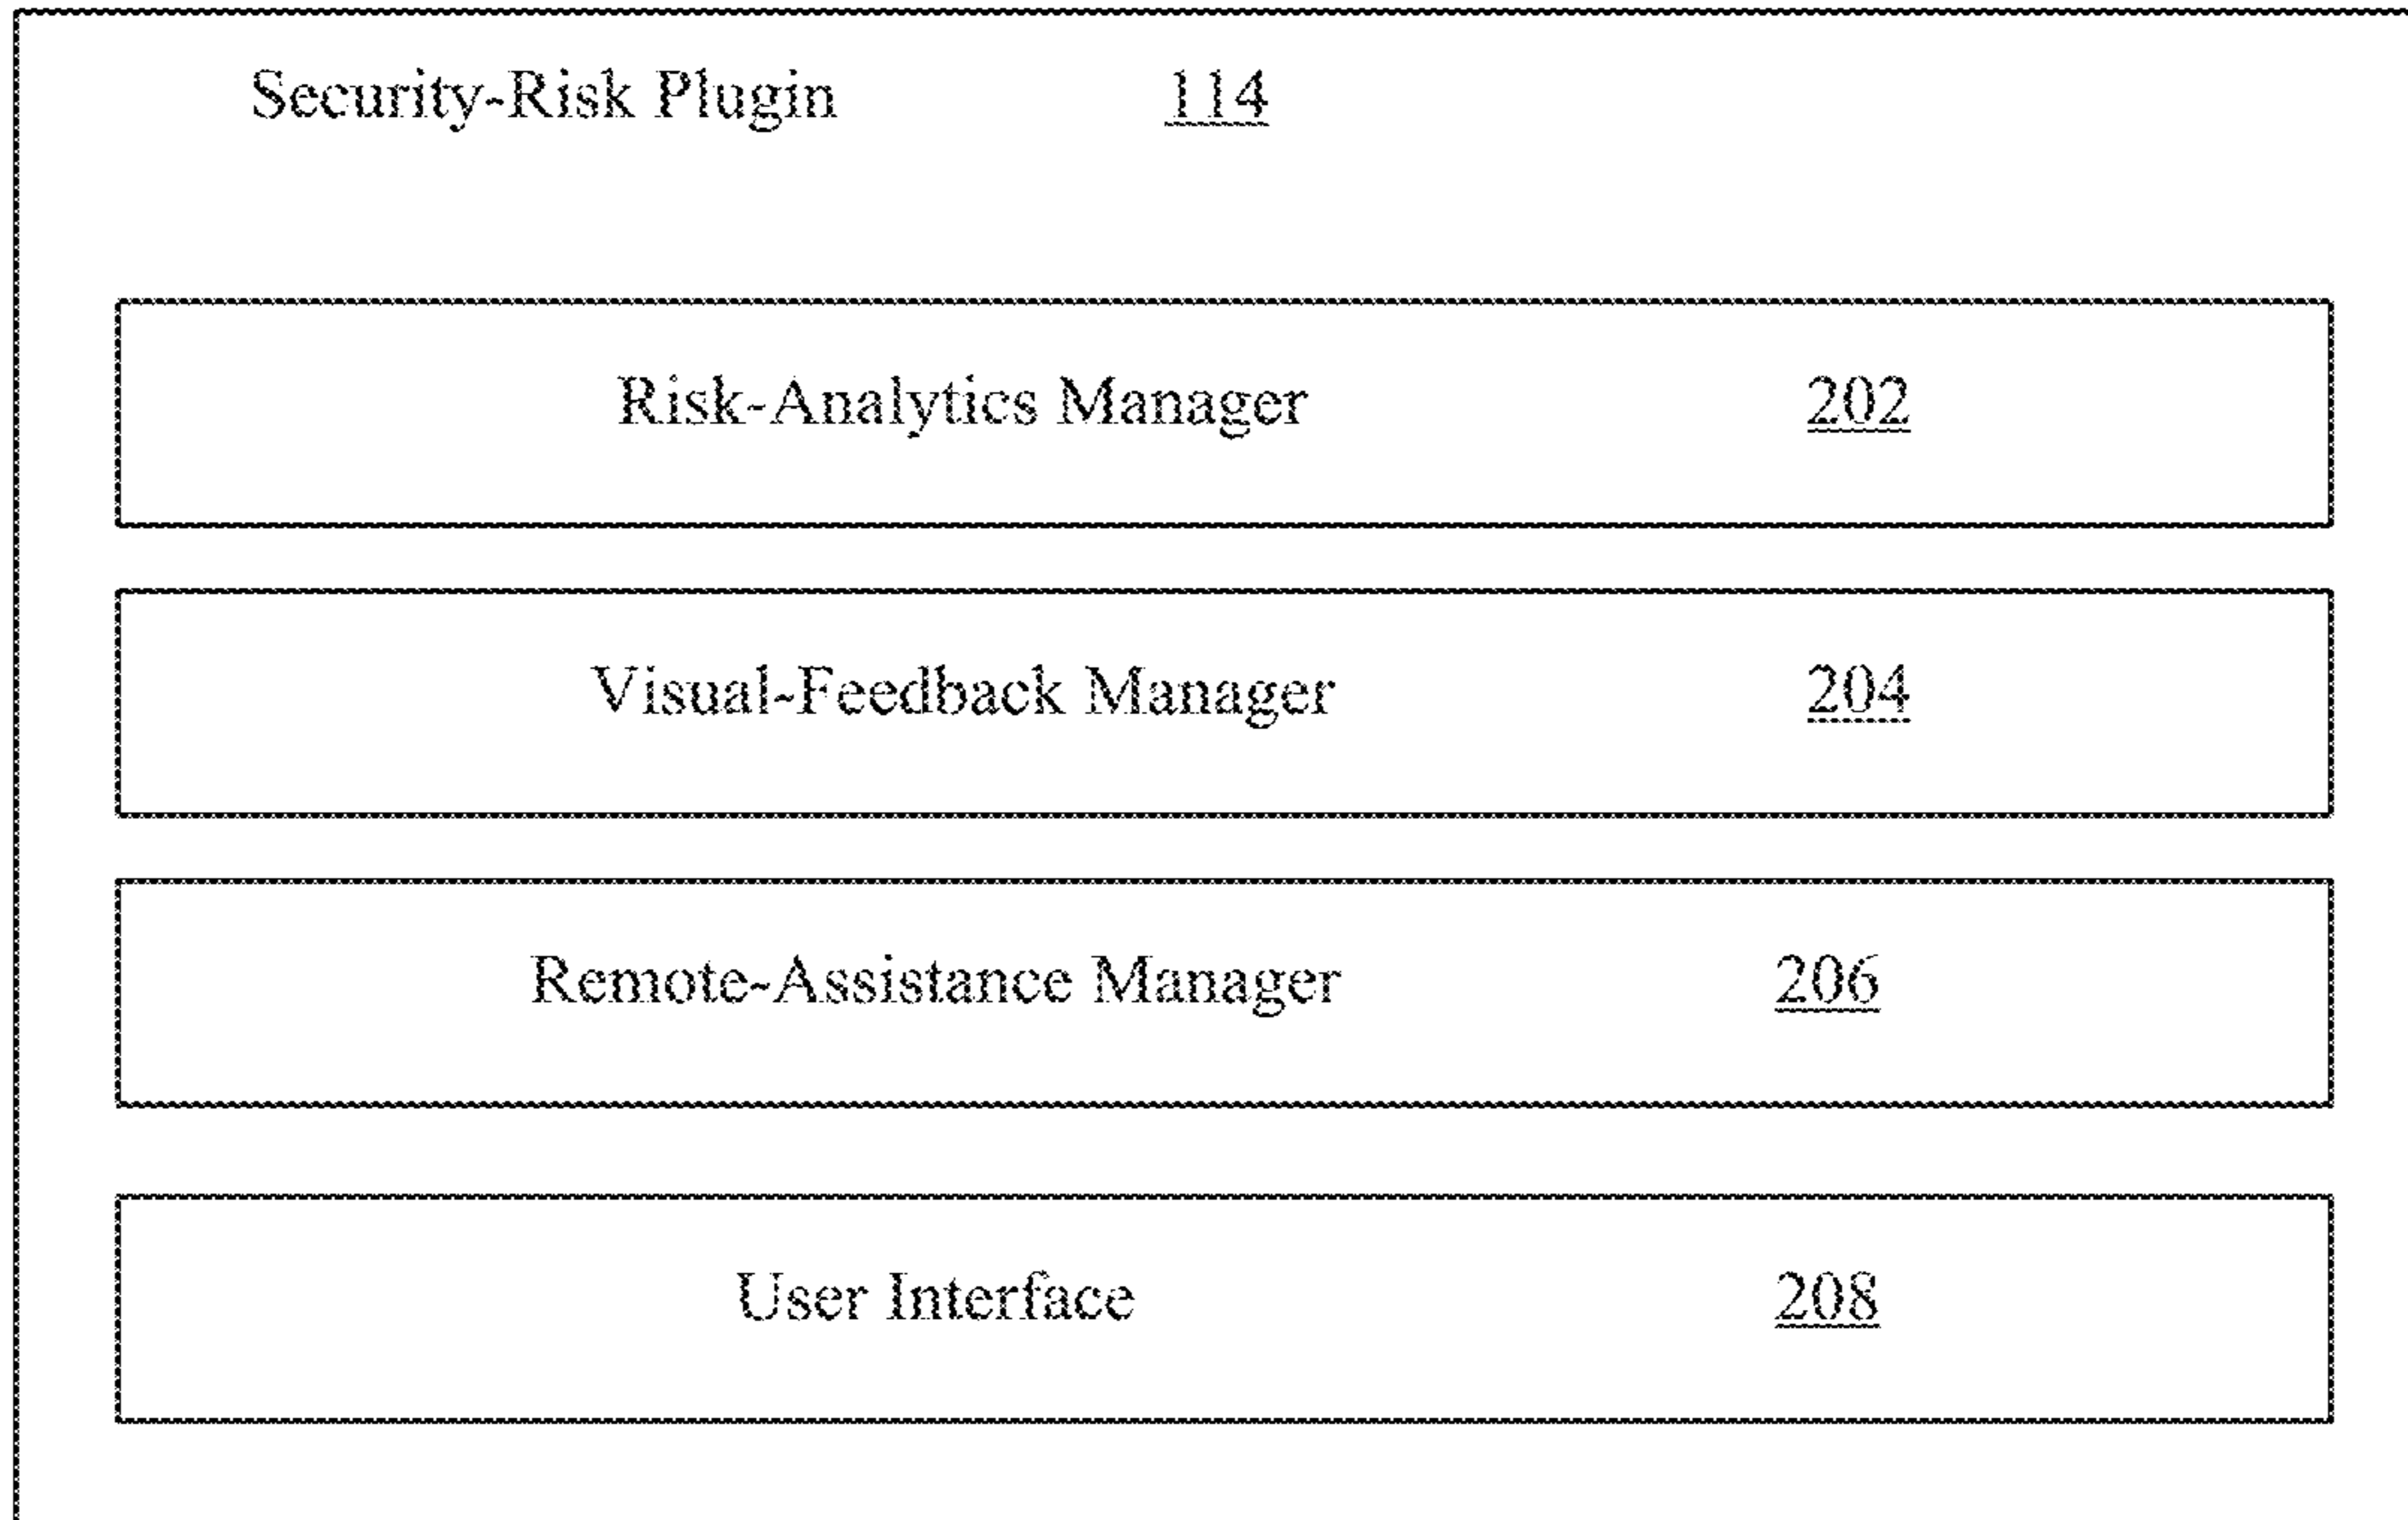 Security-Risk Plugin 114
Risk-Analytics Manager 202
Visual-Feedback Manager 204
Remote-Assistance Manager 206
User Interface 208